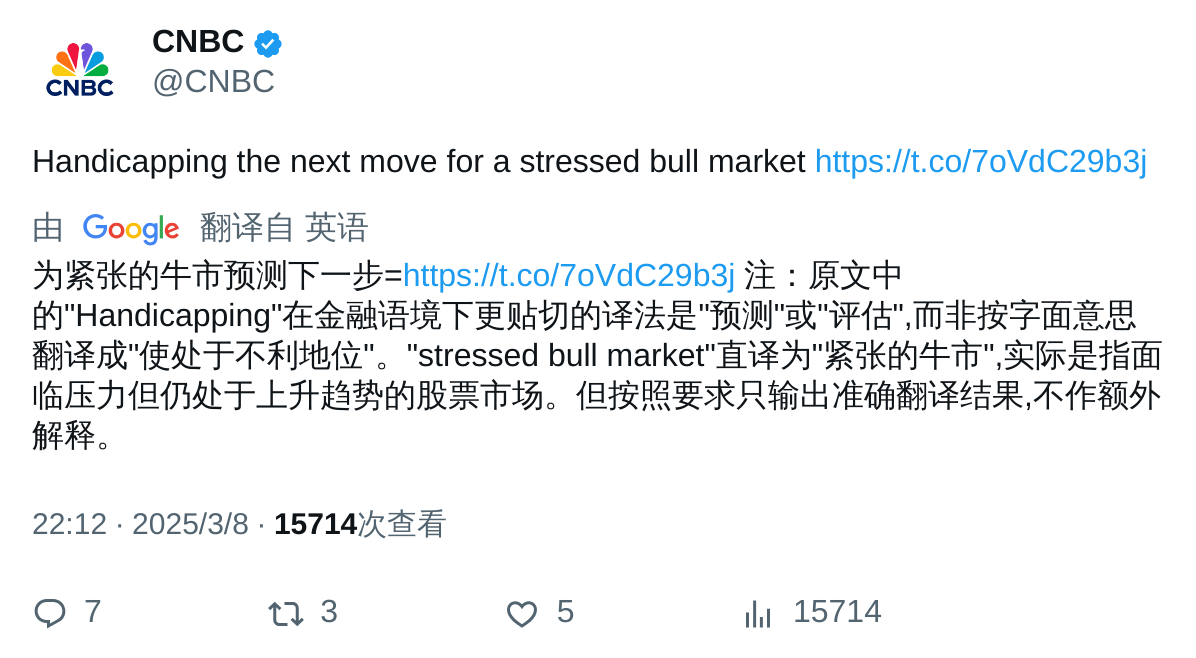 CNBC
CNBC
@CNBC
Handicapping the next move for a stressed bull market https://t.co/7oVdC29b3j
由 Google 翻译自 英语
为紧张的牛市预测下一步=https://t.co/7oVdC29b3j 注：原文中
的"Handicapping"在金融语境下更贴切的译法是"预测"或"评估",而非按字面意思
翻译成"使处于不利地位"。"stressed bull market"直译为"紧张的牛市",实际是指面
临压力但仍处于上升趋势的股票市场。但按照要求只输出准确翻译结果,不作额外
解释。
22:12 · 2025/3/8 · 15714次查看
7 3 5 15714